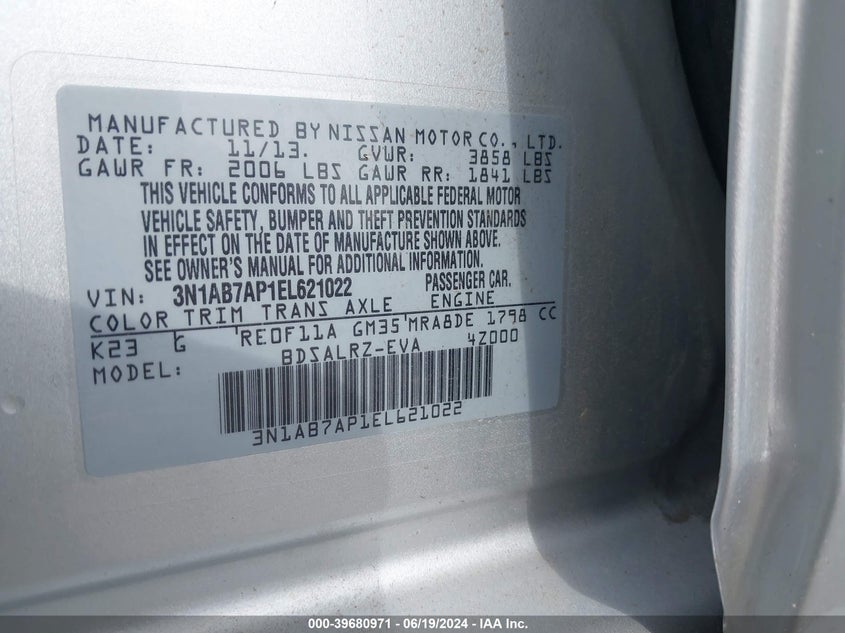 MANUFACTURED BY NISSAN MOTOR CO., LTD.
DATE: 11/13. GVWR: 3858 LBS
GAWR FR: 2006 LBS GAWR RR: 1841 LBS
THIS VEHICLE CONFORMS TO ALL APPLICABLE FEDERAL MOTOR
VEHICLE SAFETY, BUMPER AND THEFT PREVENTION STANDARDS
IN EFFECT ON THE DATE OF MANUFACTURE SHOWN ABOVE.
SEE OWNER'S MANUAL FOR ADDITIONAL INFORMATION.
VIN: 3N1AB7AP1EL621022 PASSENGER CAR.
COLOR TRIM TRANS AXLE ENGINE
K23 G RE0F11A GM35 MRA8DE 1798 CC
MODEL: BDSALRZ-EVA 4Z000
3N1AB7AP1EL621022
000-39680971 - 06/19/2024 - IAA Inc.